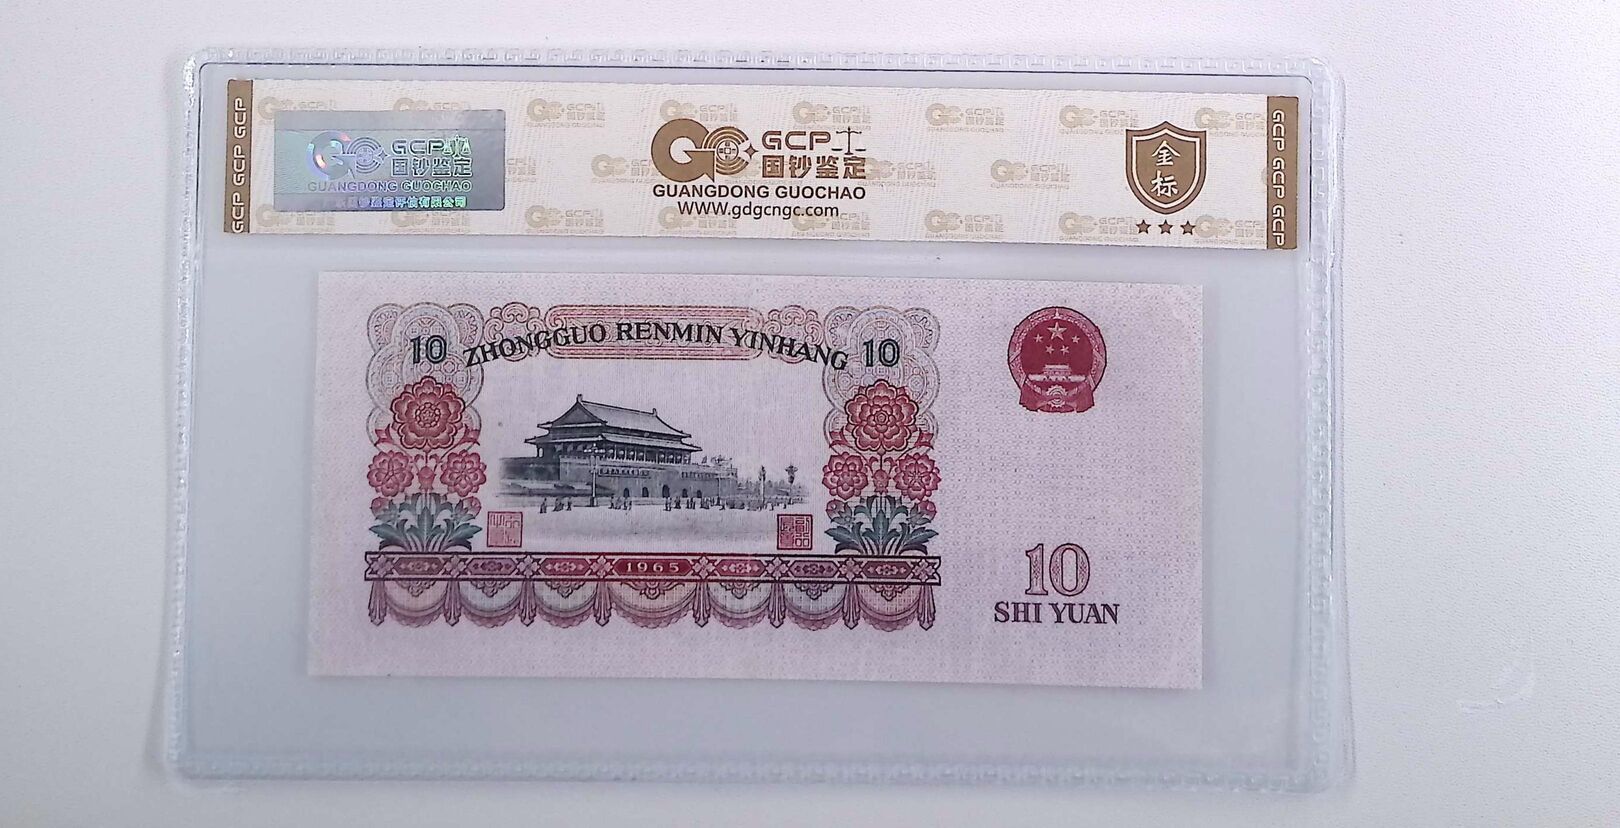 GCP GCP GCP
GCP
国钞鉴定
GUANGDONG GUOCHAO
GCP
国钞鉴定
GUANGDONG GUOCHAO
WWW.gdgcngc.com
金标
GCP GCP GCP
10 ZHONGGUO RENMIN YINHANG 10
1965
10
SHI YUAN